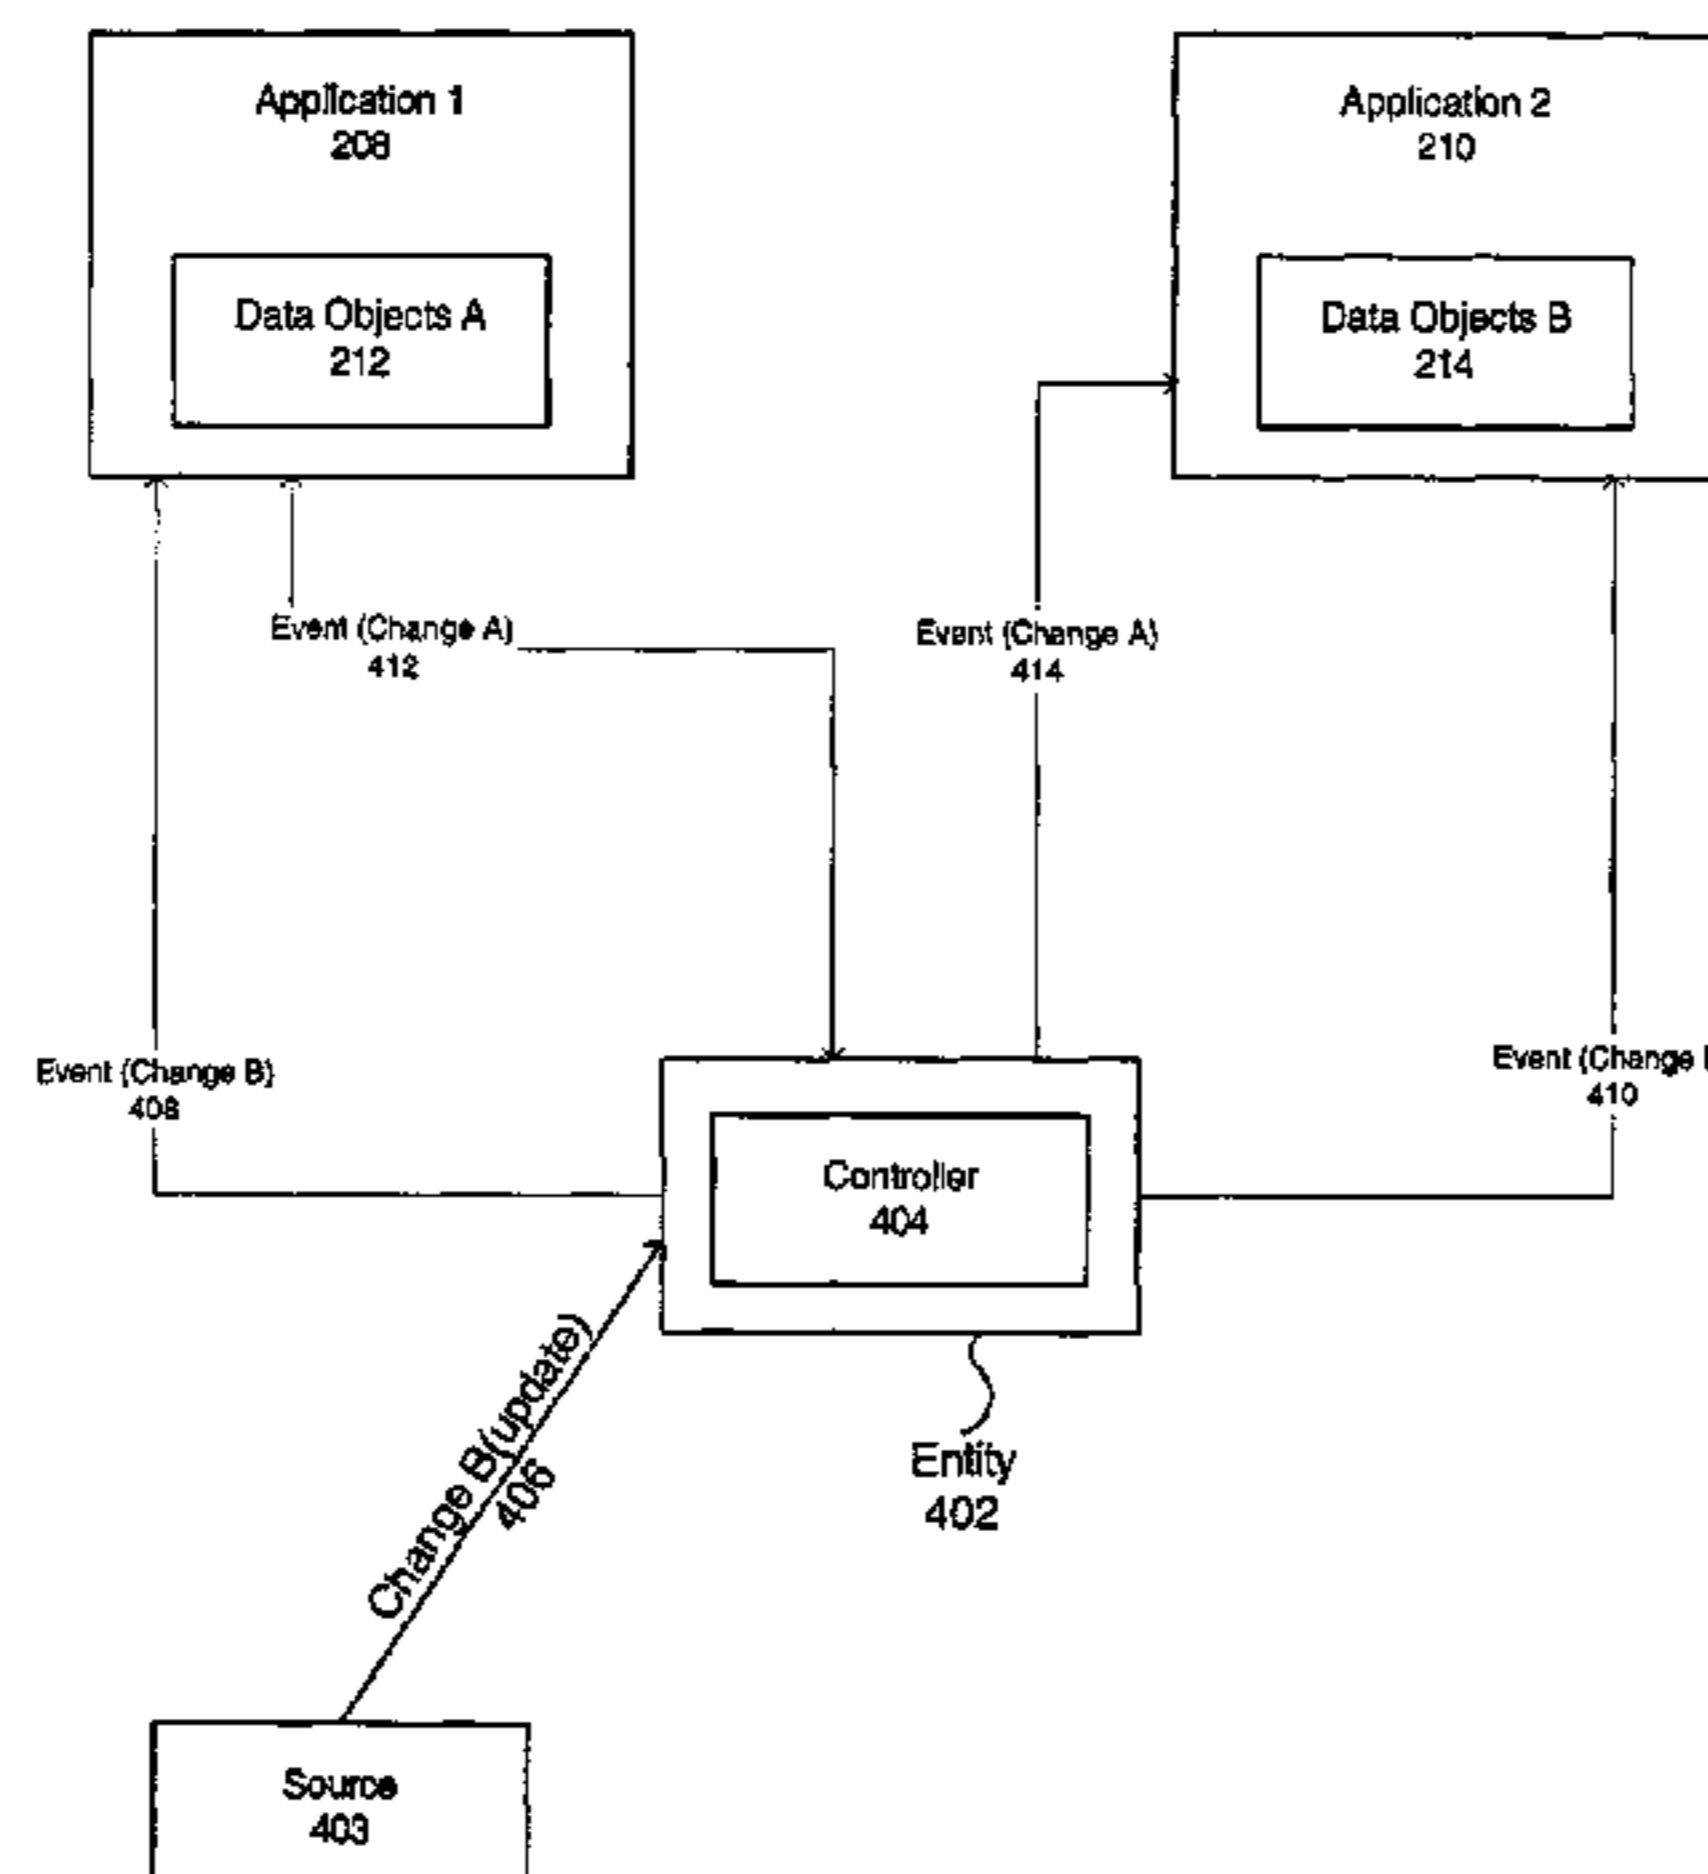 Application 1
208
Application 2
210
Data Objects A
212
Data Objects B
214
Event (Change A)
412
Event (Change A)
414
Event (Change B)
408
Event (Change
410
Controller
404
Change B(update)
406
Entity
402
Source
403